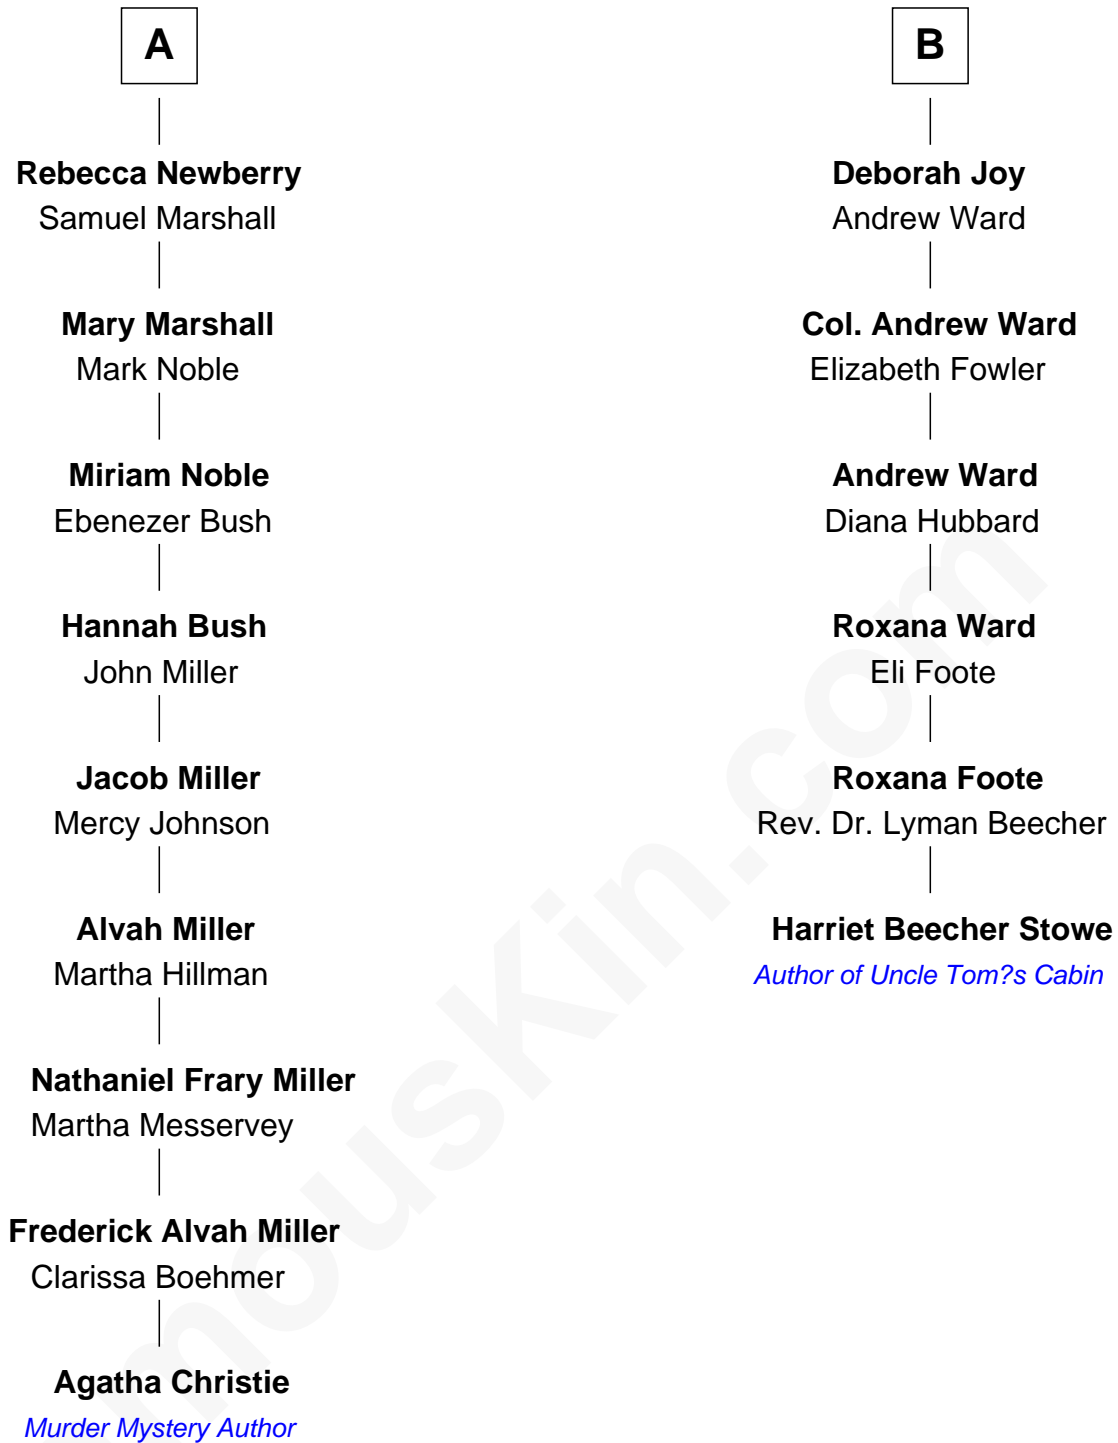 A
Rebecca Newberry
Samuel Marshall
Mary Marshall
Mark Noble
Miriam Noble
Ebenezer Bush
Hannah Bush
John Miller
Jacob Miller
Mercy Johnson
Alvah Miller
Martha Hillman
Nathaniel Frary Miller
Martha Messervey
Frederick Alvah Miller
Clarissa Boehmer
Agatha Christie
Murder Mystery Author
B
Deborah Joy
Andrew Ward
Col. Andrew Ward
Elizabeth Fowler
Andrew Ward
Diana Hubbard
Roxana Ward
Eli Foote
Roxana Foote
Rev. Dr. Lyman Beecher
Harriet Beecher Stowe
Author of Uncle Tom?s Cabin
mousKin.com